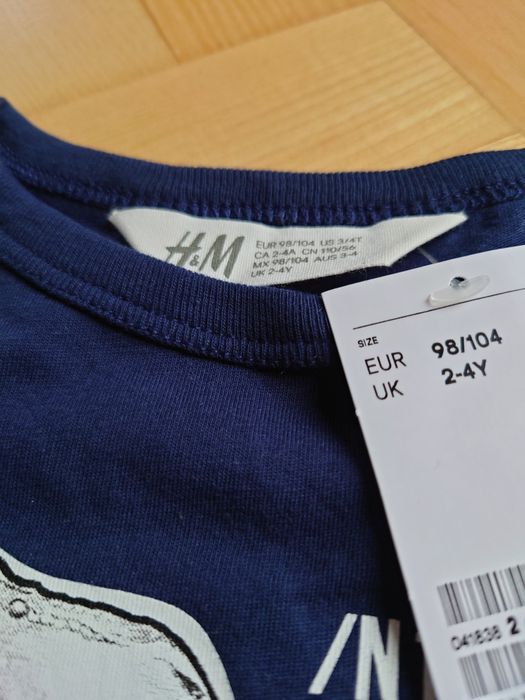 H&M
EUR 98/104 US 3/4T
CA 2-4A CN 110/56
MX 98/104 AUS 3-4
UK 2-4Y
SIZE
EUR 98/104
UK 2-4Y
041838 2